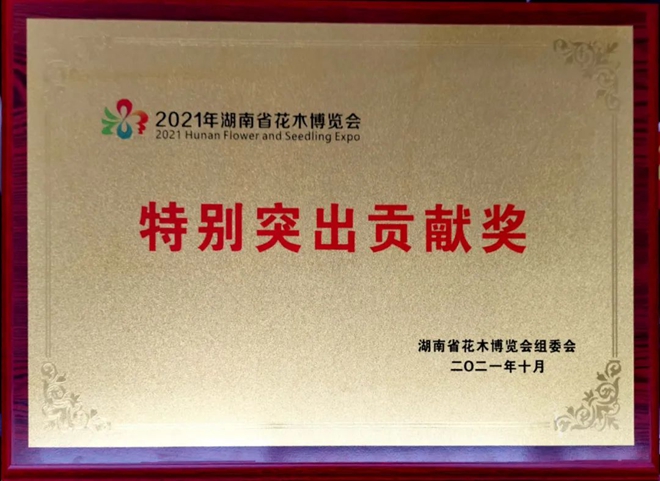 2021年湖南省花木博览会
2021 Hunan Flower and Seedling Expo
特别突出贡献奖
湖南省花木博览会组委会
二〇二一年十月